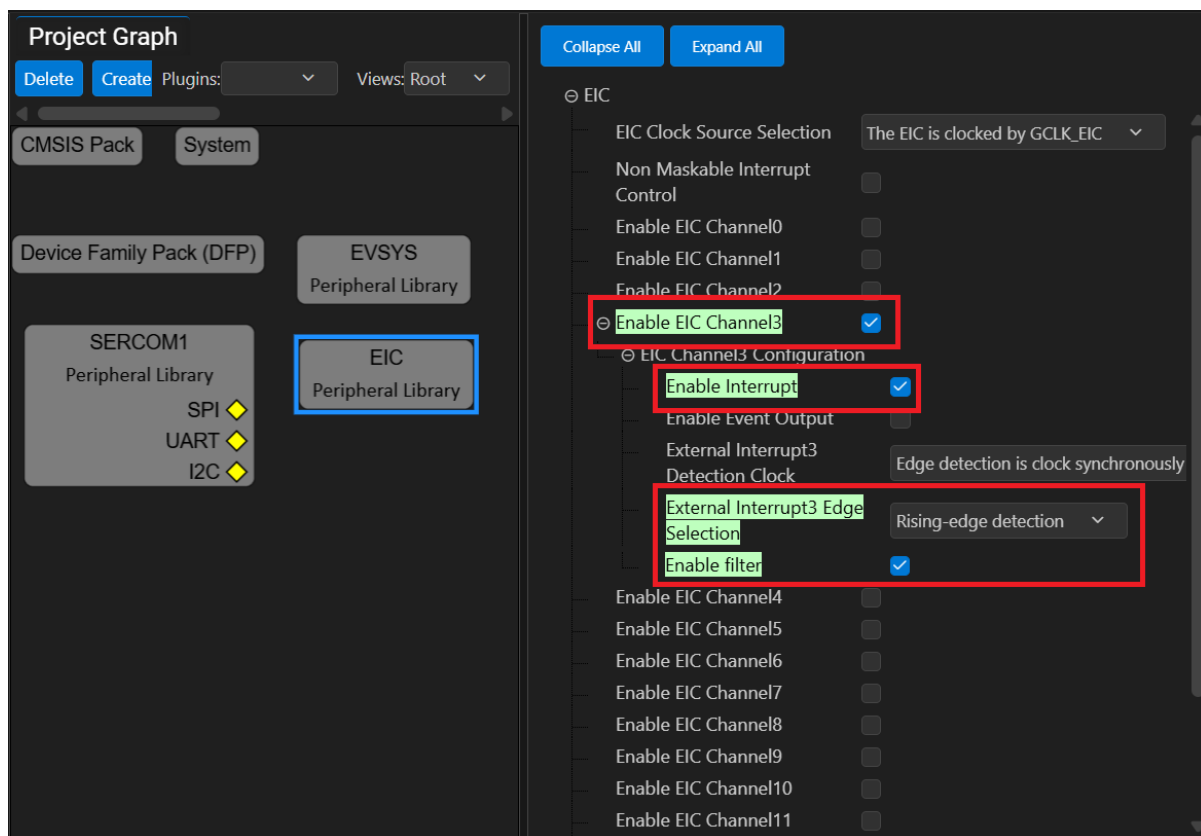 Project Graph
Delete
Create
Plugins:
Views: Root
CMSIS Pack
System
Device Family Pack (DFP)
EVSYS
Peripheral Library
SERCOM1
Peripheral Library
SPI
UART
I2C
EIC
Peripheral Library
Collapse All
Expand All
EIC
EIC Clock Source Selection
The EIC is clocked by GCLK_EIC
Non Maskable Interrupt
Control
Enable EIC Channel0
Enable EIC Channel1
Enable EIC Channel2
Enable EIC Channel3
EIC Channel3 Configuration
Enable Interrupt
Enable Event Output
External Interrupt3
Detection Clock
Edge detection is clock synchronously
External Interrupt3 Edge
Selection
Rising-edge detection
Enable filter
Enable EIC Channel4
Enable EIC Channel5
Enable EIC Channel6
Enable EIC Channel7
Enable EIC Channel8
Enable EIC Channel9
Enable EIC Channel10
Enable EIC Channel11